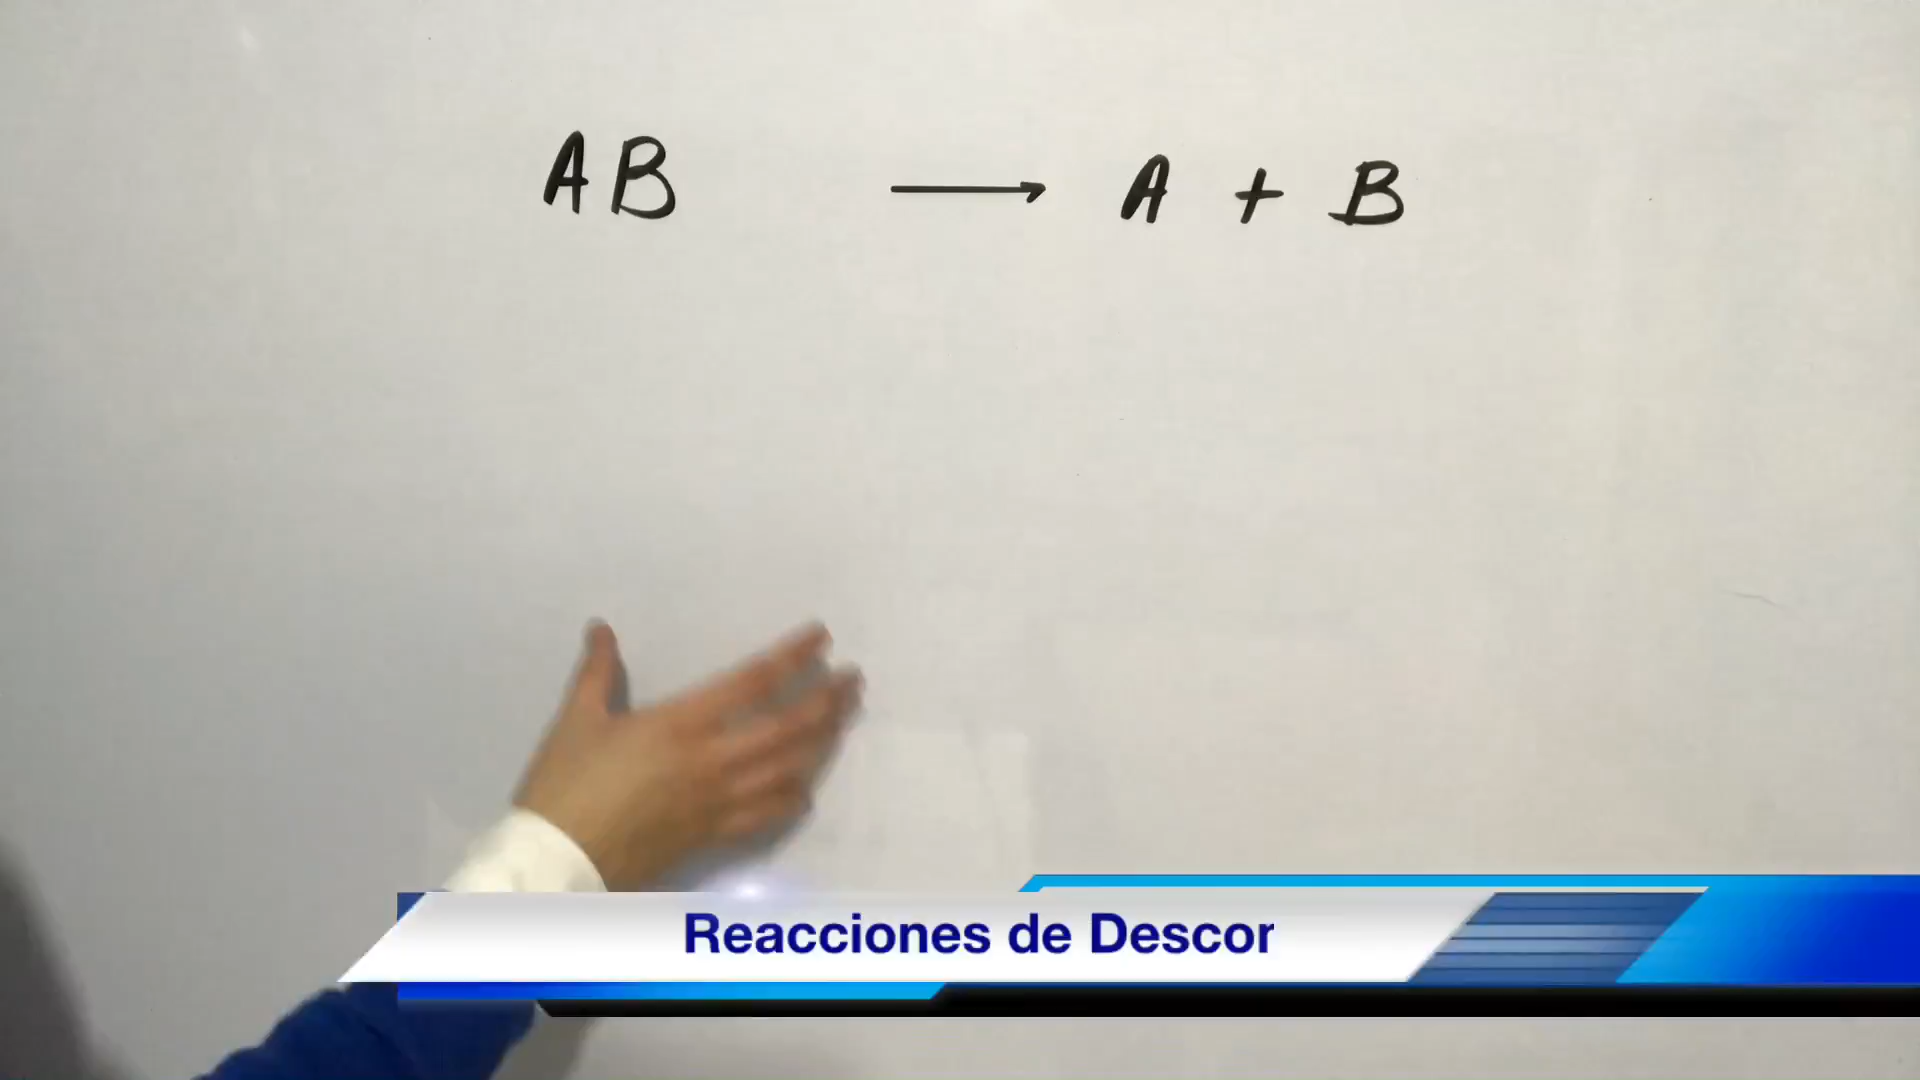 AB → A + B
Reacciones de Descor